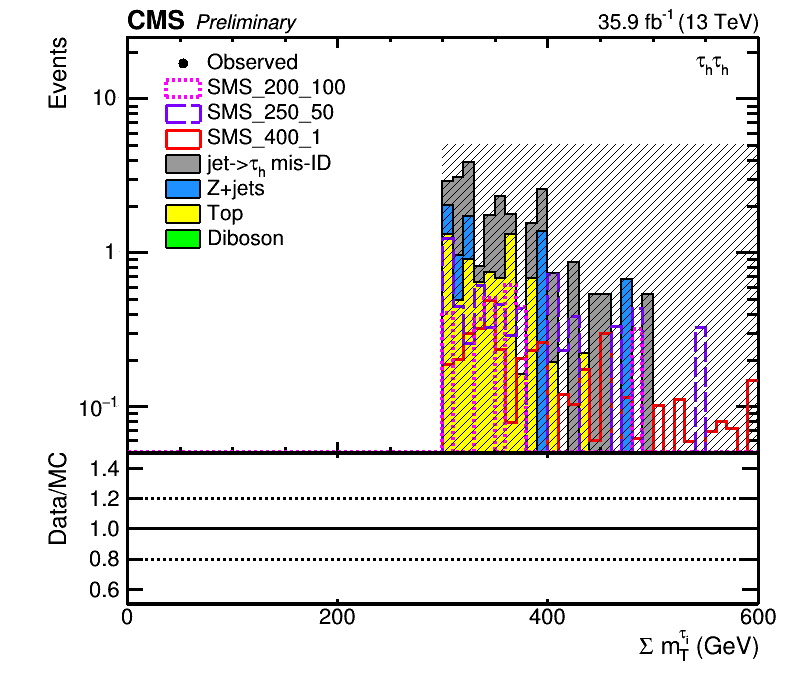 CMS Preliminary 35.9 fb⁻¹ (13 TeV)
Events
τhτh
Observed
SMS_200_100
SMS_250_50
SMS_400_1
jet->τh mis-ID
Z+jets
Top
Diboson
10
1
10⁻¹
Data/MC
1.4
1.2
1.0
0.8
0.6
0 200 400 600
Σ mT^τi (GeV)